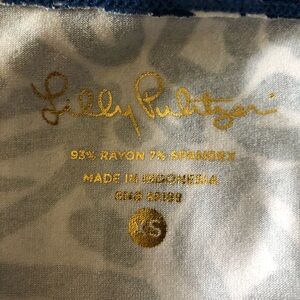 Lilly Pulitzer
93% RAYON 7% SPANDEX
MADE IN INDONESIA
XS